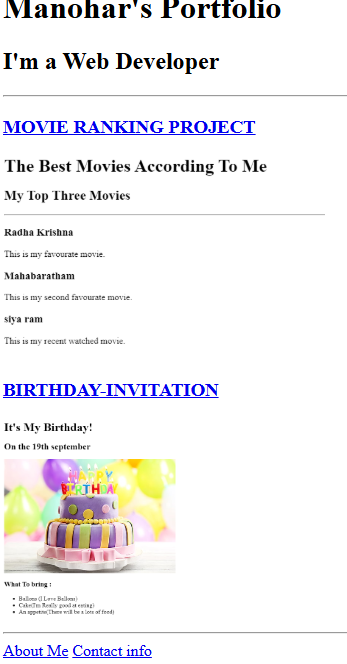 Manohar's Portfolio
I'm a Web Developer
MOVIE RANKING PROJECT
The Best Movies According To Me
My Top Three Movies
Radha Krishna
This is my favourate movie.
Mahabaratham
This is my second favourate movie.
siya ram
This is my recent watched movie.
BIRTHDAY-INVITATION
It's My Birthday!
On the 19th september
HAPPY
BIRTHDAY
What To bring :
Ballons (I Love Ballons)
Cake(I'm Really good at eating)
An appetite(There will be a lots of food)
About Me Contact info